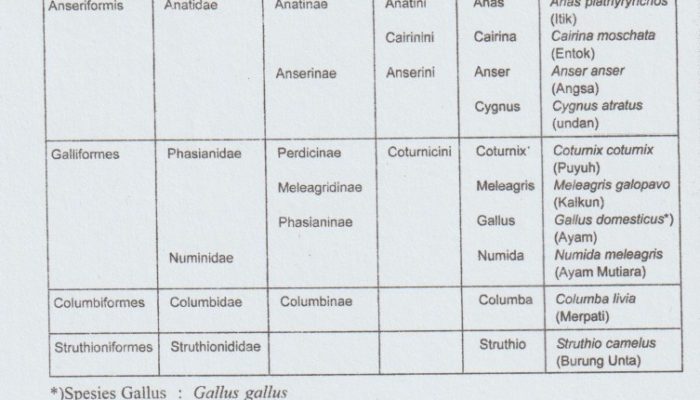 Anseriformes Anatidae Anatinae Anatini Anas Anas plathyrynchos
(Itik)
Cairinini Cairina Cairina moschata
(Entok)
Anserinae Anserini Anser Anser anser
(Angsa)
Cygnus Cygnus atratus
(undan)
Galliformes Phasianidae Perdicinae Coturnicini Coturnix Coturnix coturnix
(Puyuh)
Meleagridinae Meleagris Meleagris galopavo
(Kalkun)
Phasianinae Gallus Gallus domesticus*)
(Ayam)
Numinidae Numida Numida meleagris
(Ayam Mutiara)
Columbiformes Columbidae Columbinae Columba Columba livia
(Merpati)
Struthioniformes Struthionididae Struthio Struthio camelus
(Burung Unta)
*)Spesies Gallus : Gallus gallus